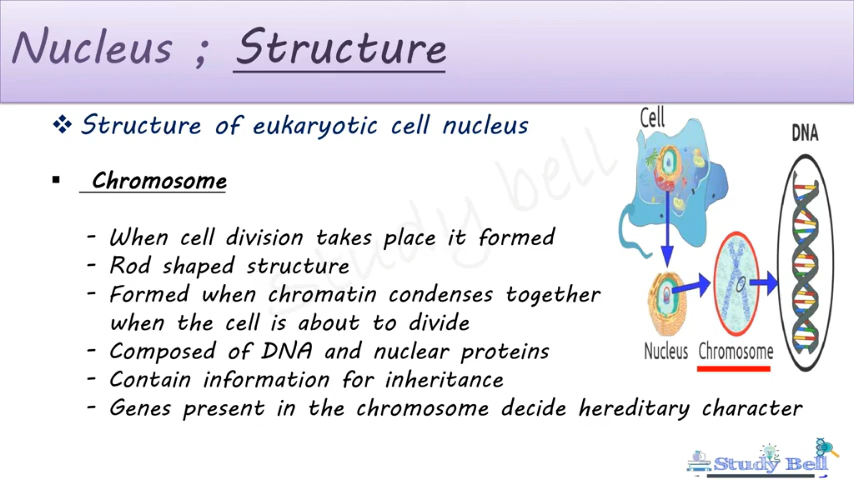 Nucleus ; Structure
❖ Structure of eukaryotic cell nucleus
▪ Chromosome
- When cell division takes place it formed
- Rod shaped structure
- Formed when chromatin condenses together
when the cell is about to divide
- Composed of DNA and nuclear proteins
- Contain information for inheritance
- Genes present in the chromosome decide hereditary character
Cell
DNA
Nucleus
Chromosome
Study bell
Study Bell